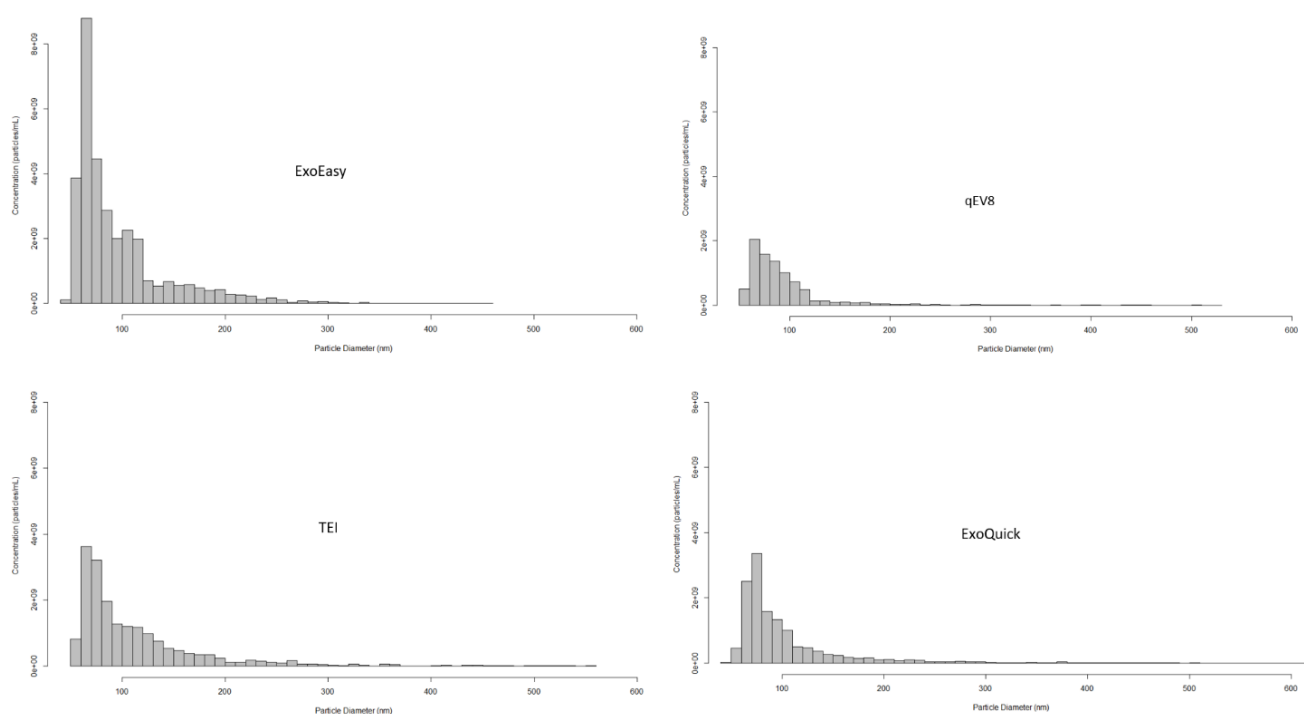 Concentration (particles/mL)
0e+00 2e+09 4e+09 6e+09 8e+09
ExoEasy
100 200 300 400 500 600
Particle Diameter (nm)
Concentration (particles/mL)
0e+00 2e+09 4e+09 6e+09 8e+09
qEV8
100 200 300 400 500 600
Particle Diameter (nm)
Concentration (particles/mL)
0e+00 2e+09 4e+09 6e+09 8e+09
TEI
100 200 300 400 500 600
Particle Diameter (nm)
Concentration (particles/mL)
0e+00 2e+09 4e+09 6e+09 8e+09
ExoQuick
100 200 300 400 500 600
Particle Diameter (nm)